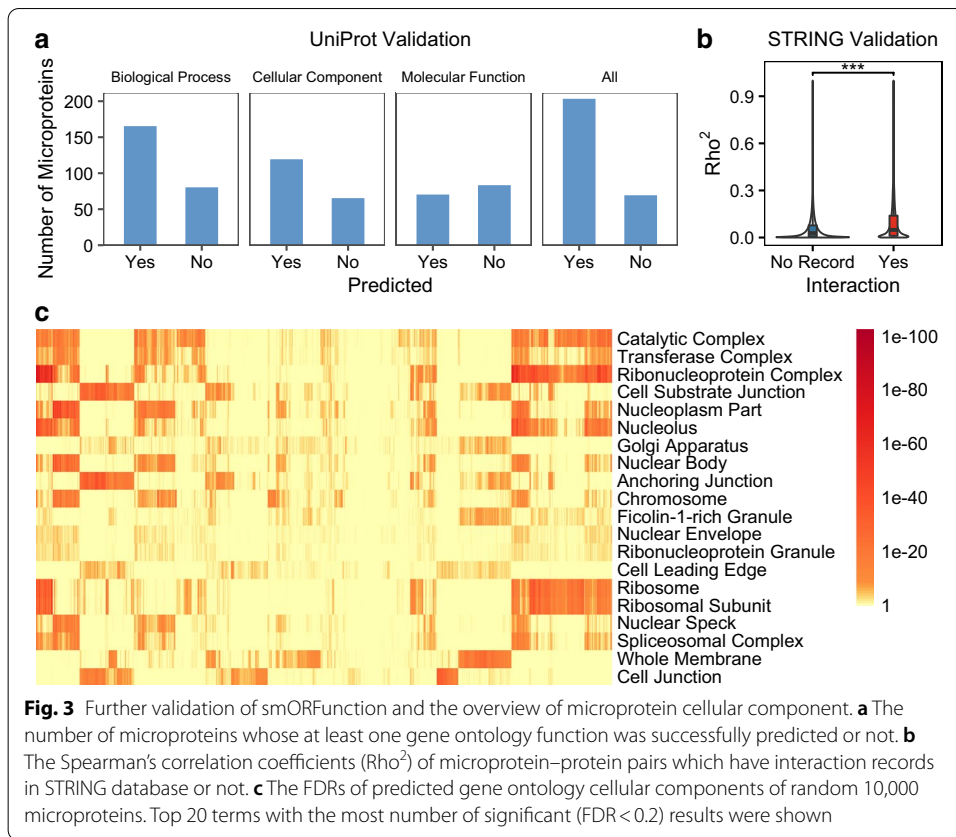 a
UniProt Validation
Biological Process
Cellular Component
Molecular Function
All
Number of Microproteins
200
150
100
50
0
Yes
No
Yes
No
Yes
No
Yes
No
Predicted
b
STRING Validation
***
Rho²
0.9
0.3
0.0
No Record
Yes
Interaction
c
Catalytic Complex
Transferase Complex
Ribonucleoprotein Complex
Cell Substrate Junction
Nucleoplasm Part
Nucleolus
Golgi Apparatus
Nuclear Body
Anchoring Junction
Chromosome
Ficolin-1-rich Granule
Nuclear Envelope
Ribonucleoprotein Granule
Cell Leading Edge
Ribosome
Ribosomal Subunit
Nuclear Speck
Spliceosomal Complex
Whole Membrane
Cell Junction
1e-100
1e-80
1e-60
1e-40
1e-20
1
Fig. 3 Further validation of smORFunction and the overview of microprotein cellular component. a The
number of microproteins whose at least one gene ontology function was successfully predicted or not. b
The Spearman's correlation coefficients (Rho²) of microprotein–protein pairs which have interaction records
in STRING database or not. c The FDRs of predicted gene ontology cellular components of random 10,000
microproteins. Top 20 terms with the most number of significant (FDR < 0.2) results were shown